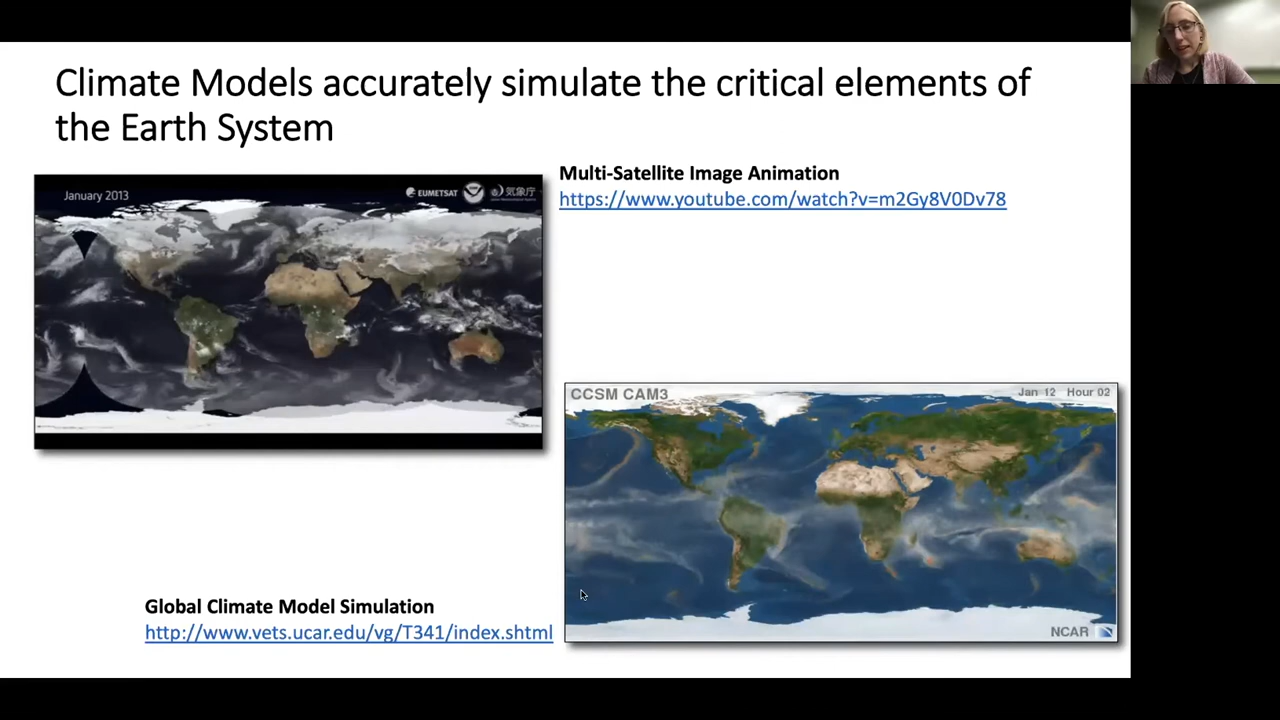 Climate Models accurately simulate the critical elements of
the Earth System
Multi-Satellite Image Animation
https://www.youtube.com/watch?v=m2Gy8V0Dv78
January 2013
EUMETSAT
気象庁
CCSM CAM3
Jan 12 Hour 02
Global Climate Model Simulation
http://www.vets.ucar.edu/vg/T341/index.shtml
NCAR